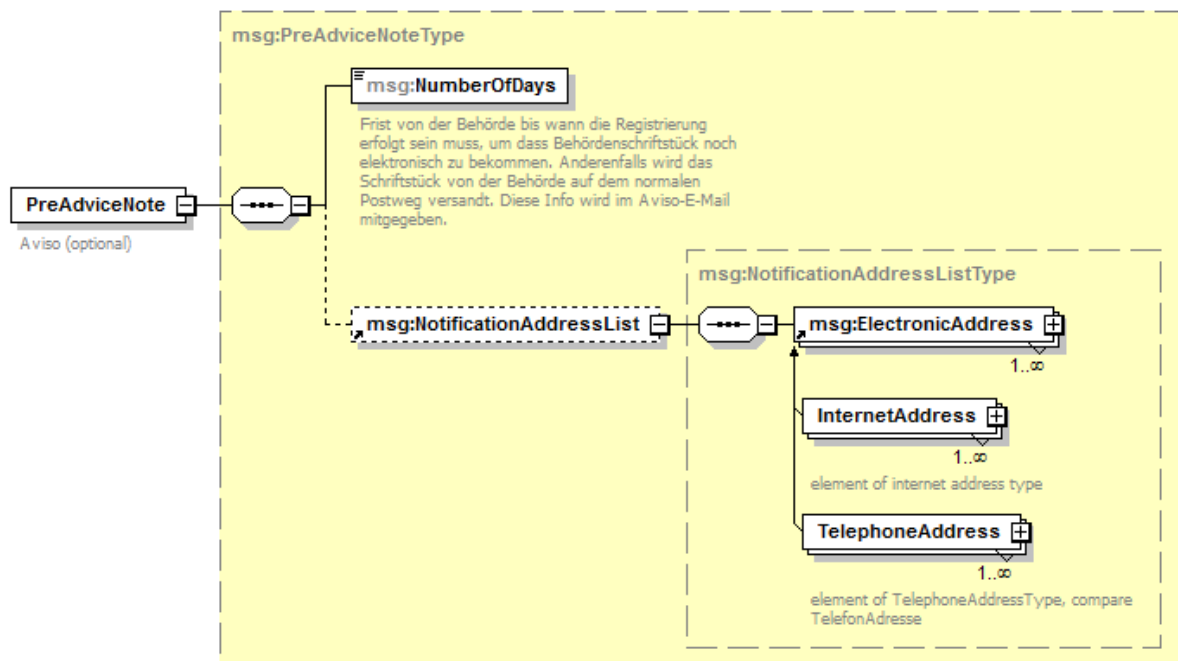 msg:PreAdviceNoteType
msg:NumberOfDays
Frist von der Behörde bis wann die Registrierung
erfolgt sein muss, um dass Behördenschriftstück noch
elektronisch zu bekommen. Anderenfalls wird das
Schriftstück von der Behörde auf dem normalen
Postweg versandt. Diese Info wird im Aviso-E-Mail
mitgegeben.
PreAdviceNote
Aviso (optional)
msg:NotificationAddressListType
msg:NotificationAddressList
msg:ElectronicAddress
1..∞
InternetAddress
1..∞
element of internet address type
TelephoneAddress
1..∞
element of TelephoneAddressType, compare
TelefonAdresse